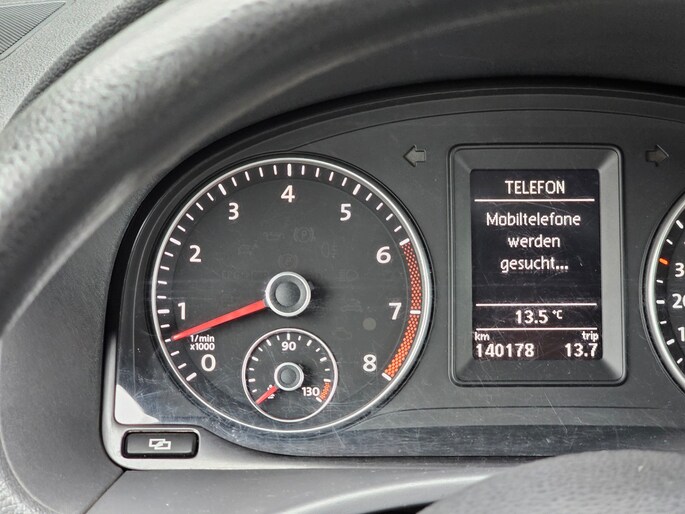 4
3
5
2
6
1
7
1/min
x1000
0
8
90
130
TELEFON
Mobiltelefone
werden
gesucht...
13.5 °C
km trip
140178 13.7